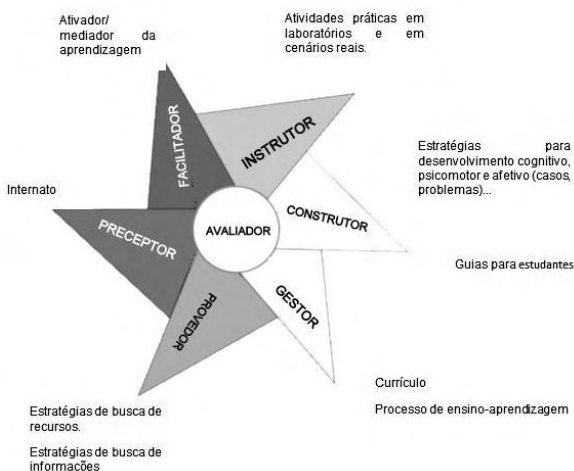 Ativador/
mediador da
aprendizagem
Atividades práticas em
laboratórios e em
cenários reais.
FACILITADOR
INSTRUTOR
Estratégias para
desenvolvimento cognitivo,
psicomotor e afetivo (casos,
problemas)...
Internato
PRECEPTOR
AVALIADOR
CONSTRUTOR
Guias para estudantes
PROVEDOR
GESTOR
Currículo
Processo de ensino-aprendizagem
Estratégias de busca de
recursos.
Estratégias de busca de
informações